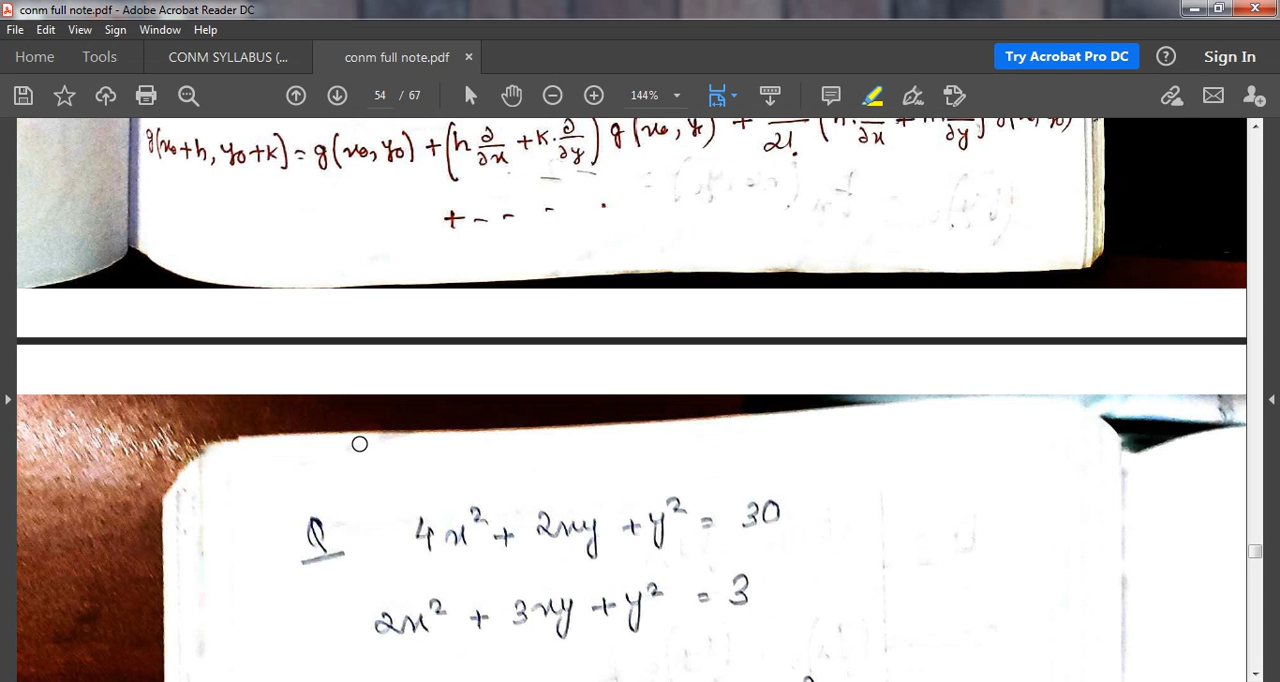 conm full note.pdf - Adobe Acrobat Reader DC
File Edit View Sign Window Help
Home Tools CONM SYLLABUS (... conm full note.pdf × Try Acrobat Pro DC Sign In
54 / 67 144%
g(x₀+h, y₀+k) = g(x₀, y₀) + (h ∂/∂x + k·∂/∂y) g(x₀, y₀) + /2! (h·∂/∂x + ∂/∂y)
+ - - - .
Q 4x² + 2xy + y² = 30
2x² + 3xy + y² = 3